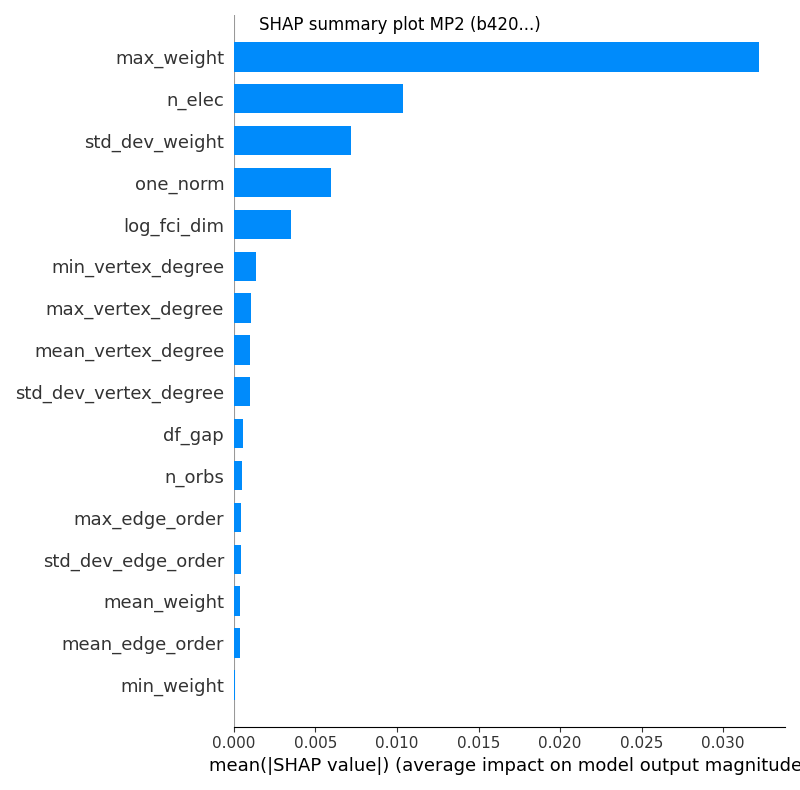 SHAP summary plot MP2 (b420...)
max_weight
n_elec
std_dev_weight
one_norm
log_fci_dim
min_vertex_degree
max_vertex_degree
mean_vertex_degree
std_dev_vertex_degree
df_gap
n_orbs
max_edge_order
std_dev_edge_order
mean_weight
mean_edge_order
min_weight
0.000 0.005 0.010 0.015 0.020 0.025 0.030
mean(|SHAP value|) (average impact on model output magnitude